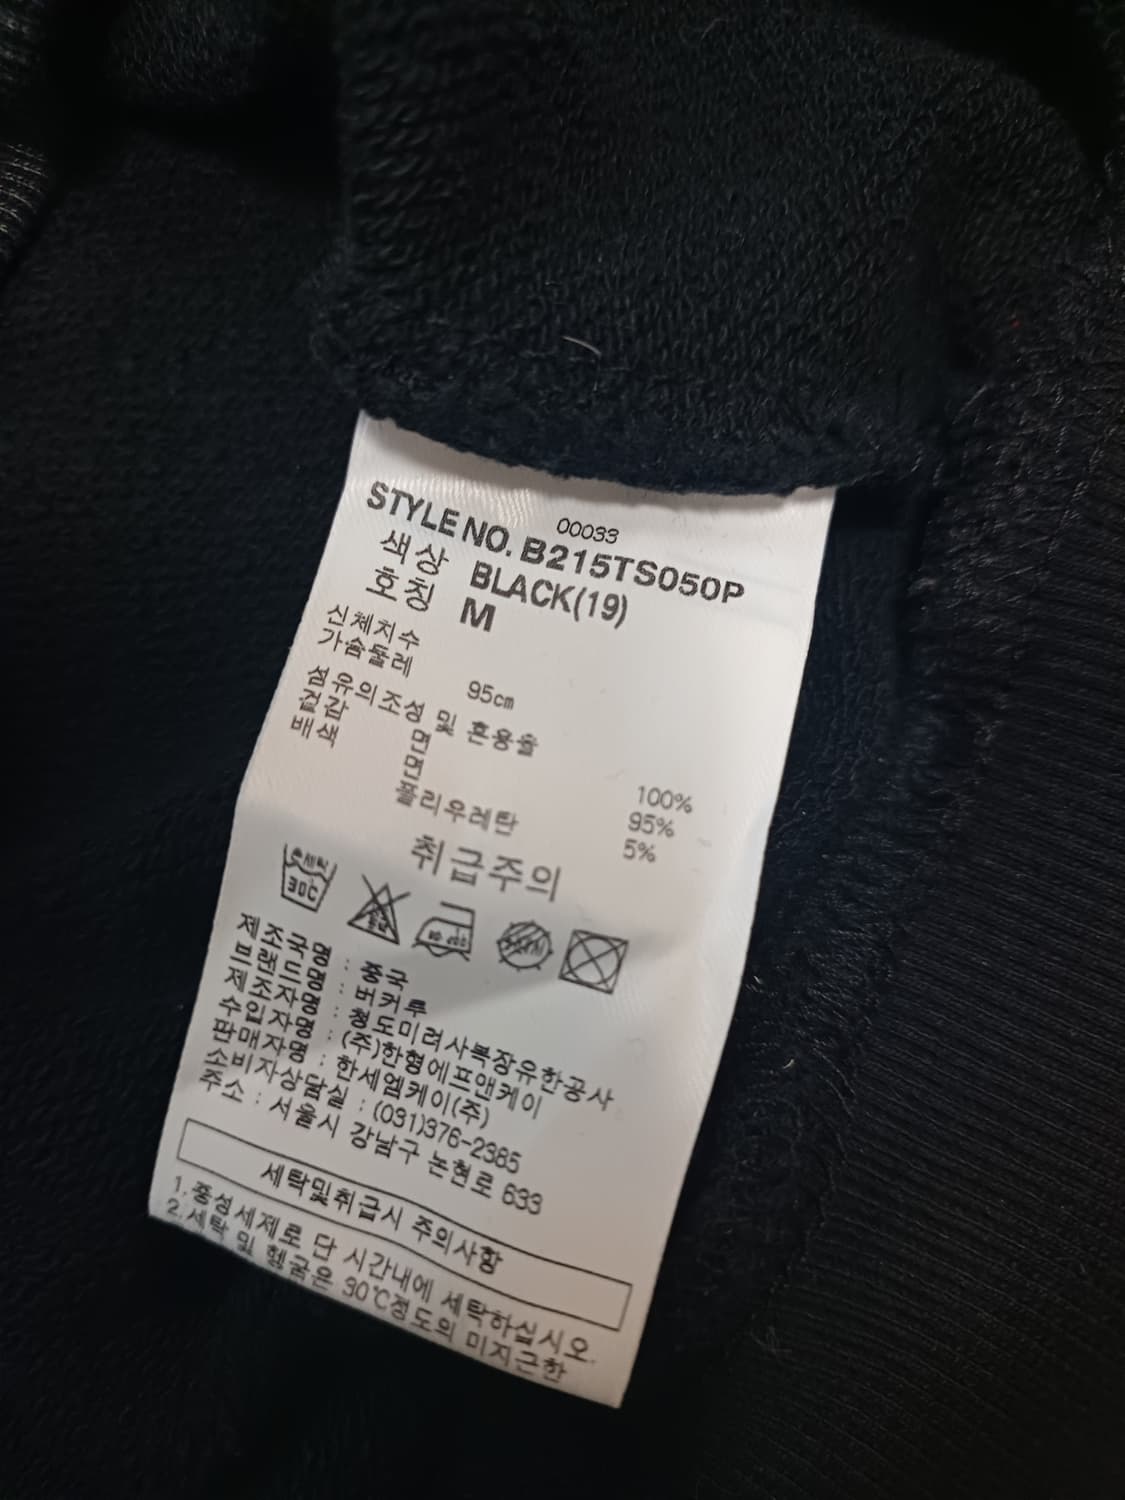 00033
STYLE NO. B215TS050P
색상 BLACK(19)
호칭 M
신체치수
가슴둘레 95cm
섬유의조성 및 혼용율
겉감 면 100%
배색 면 95%
폴리우레탄 5%
취급주의
손세탁
30℃
제조국명 : 중국
브랜드명 : 버커루
제조자명 : 청도미려사복장유한공사
수입자명 : (주)한형에프앤케이
판매자명 : 한세엠케이(주)
소비자상담실 : (031)376-2385
주소 : 서울시 강남구 논현로 633
세탁및취급시 주의사항
1. 중성세제로 단 시간내에 세탁하십시오.
2. 세탁 및 헹굼은 30℃정도의 미지근한